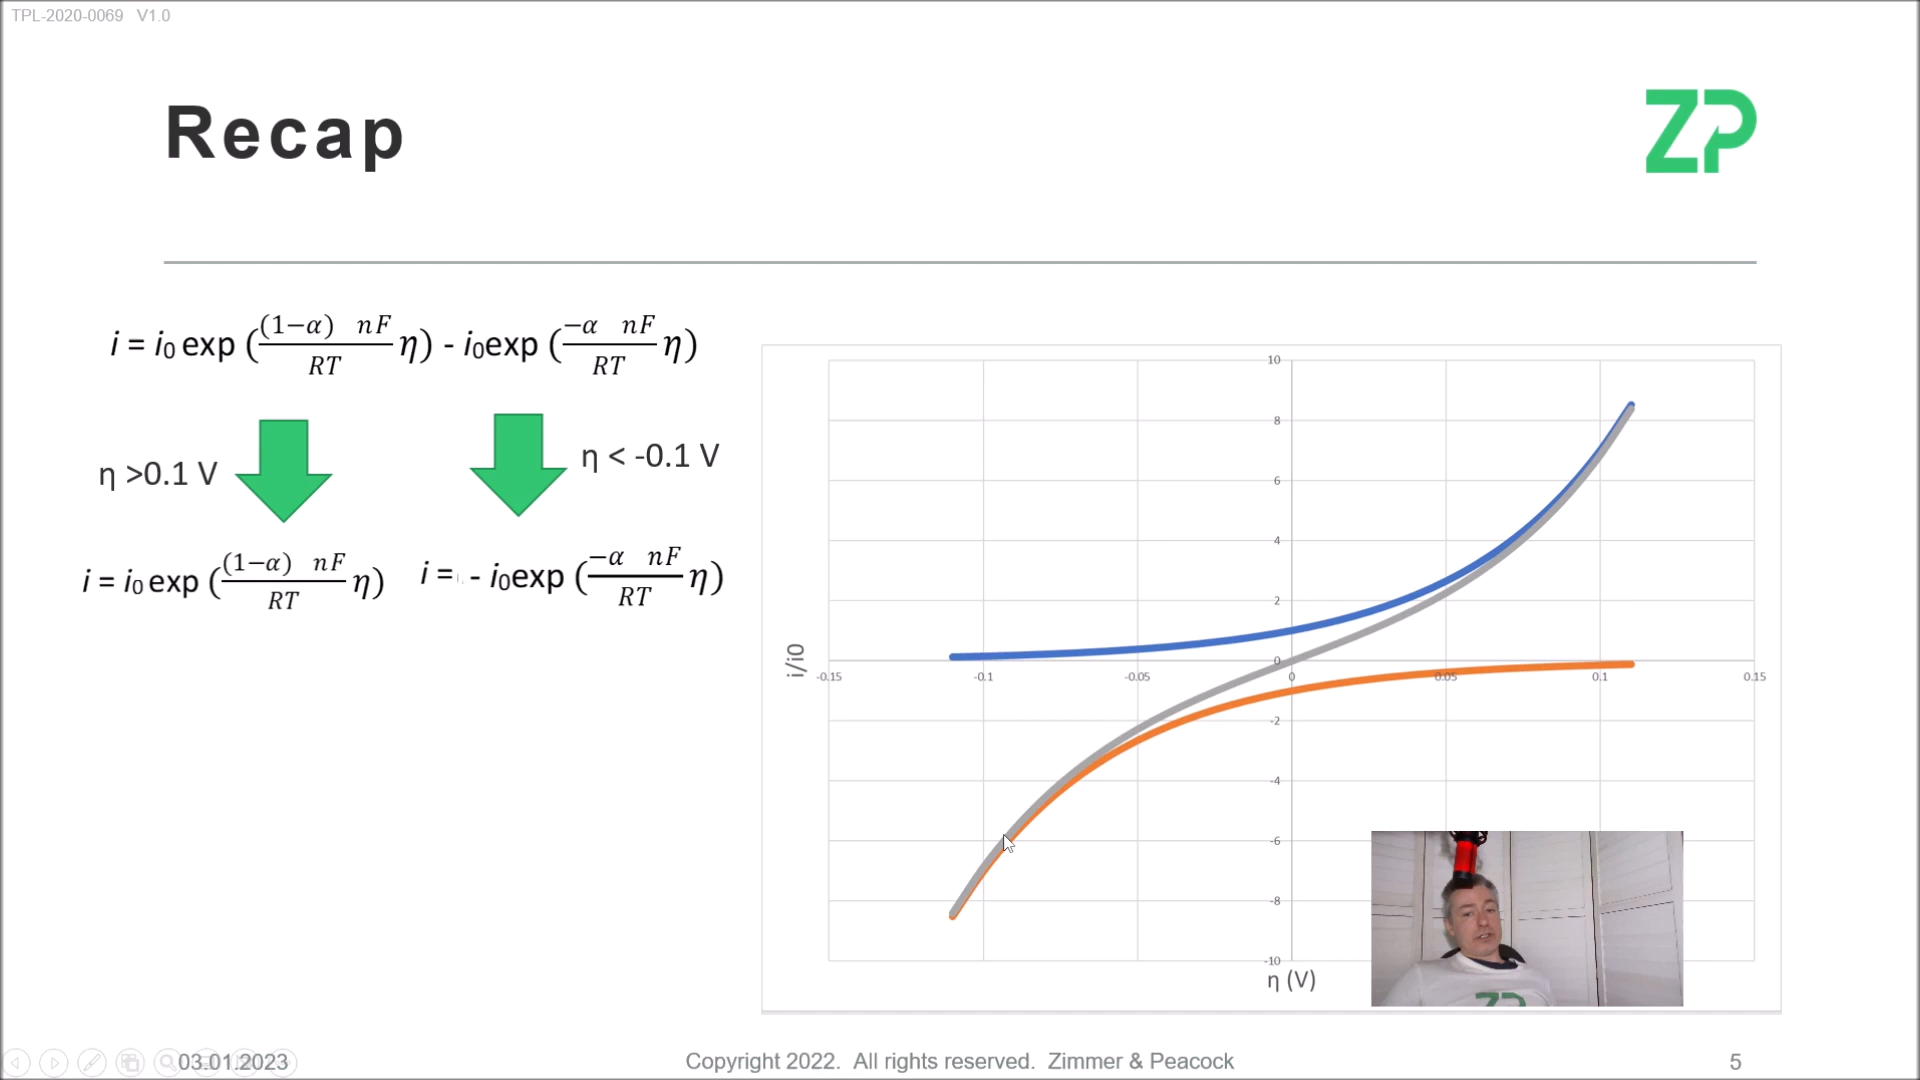 TPL-2020-0069 V1.0
Recap
ZP
i = i₀ exp ((1−α) nF/RT η) - i₀exp (−α nF/RT η)
η >0.1 V
η < -0.1 V
i = i₀ exp ((1−α) nF/RT η)
i = - i₀exp (−α nF/RT η)
10
8
6
4
2
0
-2
-4
-6
-8
-10
-0.15 -0.1 -0.05 0 0.05 0.1 0.15
i/i0
η (V)
ZP
03.01.2023
Copyright 2022. All rights reserved. Zimmer & Peacock
5